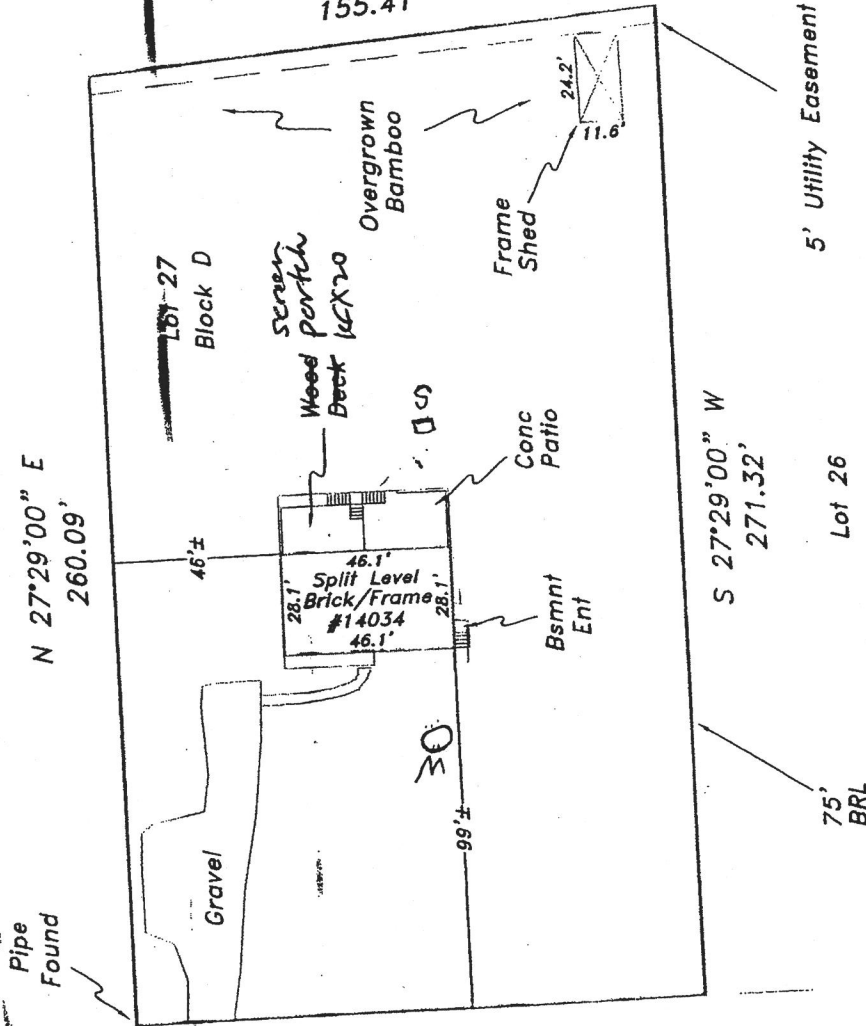 155.41'
N 27°29'00" E
260.09'
Pipe
Found
Lot 27
Block D
Overgrown
Bamboo
24.2'
11.6'
Frame
Shed
5' Utility Easement
screen
Wood
Deck
46'±
46.1'
Split Level
Brick/Frame
#14034
46.1'
28.1'
28.1'
Conc
Patio
Bsmnt
Ent
Gravel
99'±
S 27°29'00" W
271.32'
Lot 26
75'
BRL